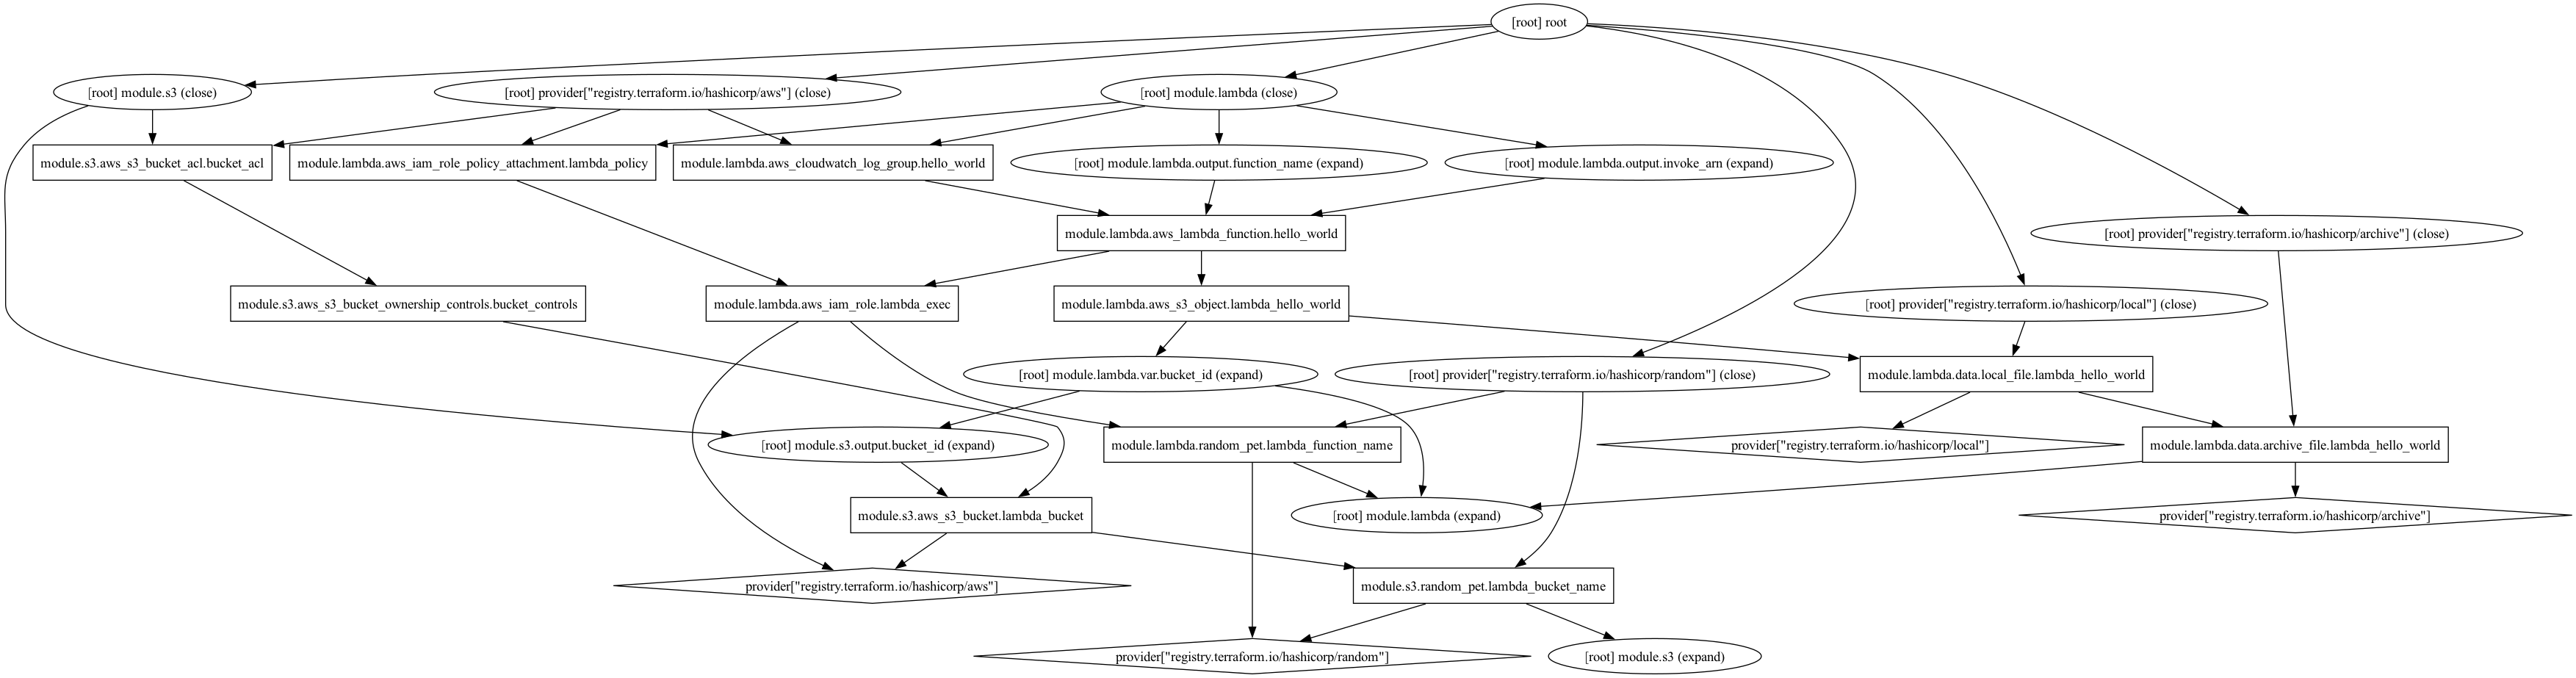 [root] root
[root] module.s3 (close)
[root] provider["registry.terraform.io/hashicorp/aws"] (close)
[root] module.lambda (close)
module.s3.aws_s3_bucket_acl.bucket_acl
module.lambda.aws_iam_role_policy_attachment.lambda_policy
module.lambda.aws_cloudwatch_log_group.hello_world
[root] module.lambda.output.function_name (expand)
[root] module.lambda.output.invoke_arn (expand)
module.lambda.aws_lambda_function.hello_world
[root] provider["registry.terraform.io/hashicorp/archive"] (close)
module.s3.aws_s3_bucket_ownership_controls.bucket_controls
module.lambda.aws_iam_role.lambda_exec
module.lambda.aws_s3_object.lambda_hello_world
[root] provider["registry.terraform.io/hashicorp/local"] (close)
[root] module.lambda.var.bucket_id (expand)
[root] provider["registry.terraform.io/hashicorp/random"] (close)
module.lambda.data.local_file.lambda_hello_world
[root] module.s3.output.bucket_id (expand)
module.lambda.random_pet.lambda_function_name
provider["registry.terraform.io/hashicorp/local"]
module.lambda.data.archive_file.lambda_hello_world
module.s3.aws_s3_bucket.lambda_bucket
[root] module.lambda (expand)
provider["registry.terraform.io/hashicorp/archive"]
provider["registry.terraform.io/hashicorp/aws"]
module.s3.random_pet.lambda_bucket_name
provider["registry.terraform.io/hashicorp/random"]
[root] module.s3 (expand)